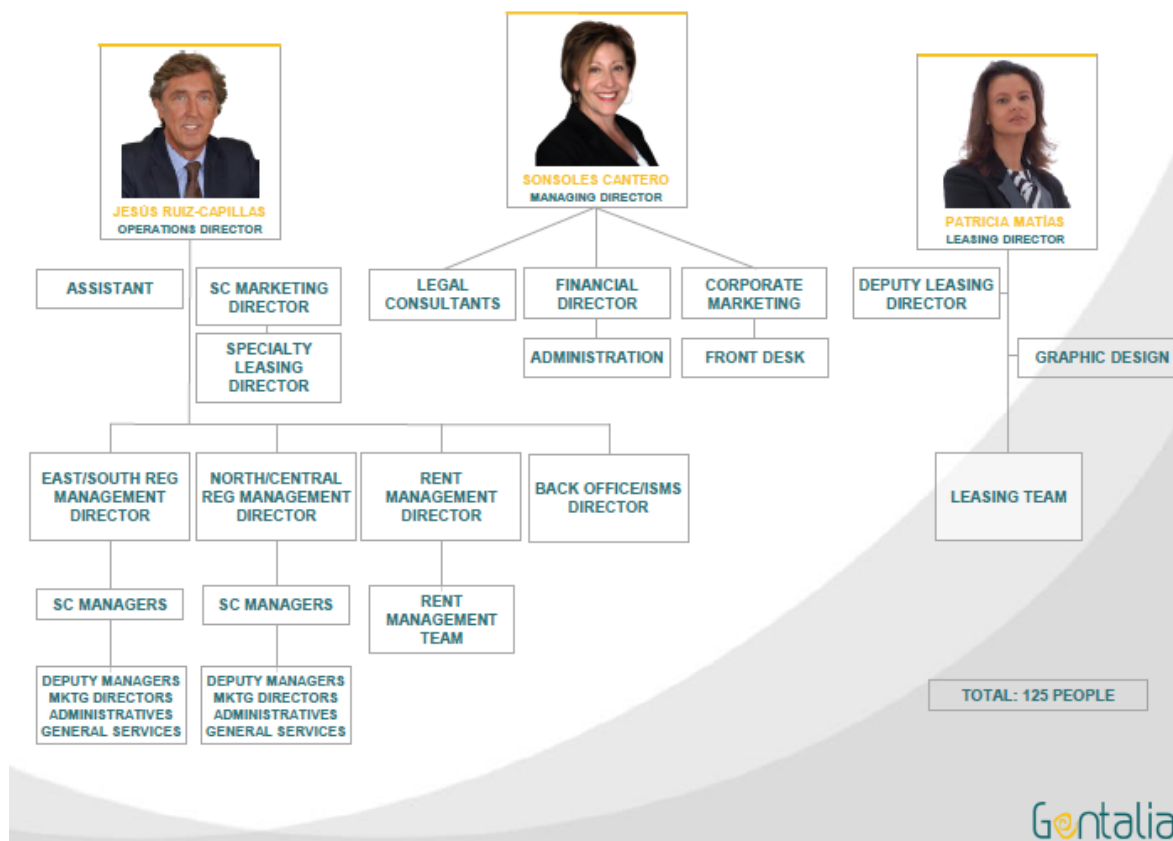 JESÚS RUIZ-CAPILLAS
OPERATIONS DIRECTOR
SONSOLES CANTERO
MANAGING DIRECTOR
PATRICIA MATÍAS
LEASING DIRECTOR
ASSISTANT
SC MARKETING
DIRECTOR
SPECIALTY
LEASING
DIRECTOR
LEGAL
CONSULTANTS
FINANCIAL
DIRECTOR
ADMINISTRATION
CORPORATE
MARKETING
FRONT DESK
DEPUTY LEASING
DIRECTOR
GRAPHIC DESIGN
EAST/SOUTH REG
MANAGEMENT
DIRECTOR
NORTH/CENTRAL
REG MANAGEMENT
DIRECTOR
RENT
MANAGEMENT
DIRECTOR
BACK OFFICE/ISMS
DIRECTOR
LEASING TEAM
SC MANAGERS
SC MANAGERS
RENT
MANAGEMENT
TEAM
DEPUTY MANAGERS
MKTG DIRECTORS
ADMINISTRATIVES
GENERAL SERVICES
DEPUTY MANAGERS
MKTG DIRECTORS
ADMINISTRATIVES
GENERAL SERVICES
TOTAL: 125 PEOPLE
Gentalia